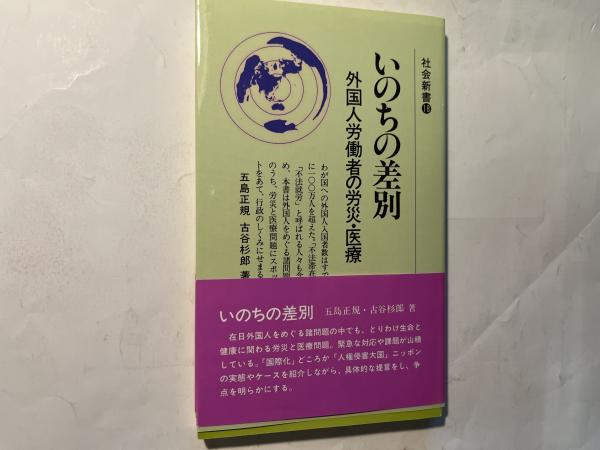 社会新書18
いのちの差別
外国人労働者の労災・医療
わが国への外国人入国者数はすで
に一〇〇万人を超えた。「不法滞在
「不法就労」と呼ばれる人々も含
め、本書は外国人をめぐる諸問題
のうち、労災と医療問題にスポッ
トをあて、行政のしくみにせまる
五島正規 古谷杉郎 著
いのちの差別 五島正規・古谷杉郎 著
在日外国人をめぐる諸問題の中でも、とりわけ生命と
健康に関わる労災と医療問題。緊急な対応や課題が山積
している。「国際化」どころか「人権侵害大国」ニッポン
の実態やケースを紹介しながら、具体的な提言をし、争
点を明らかにする。